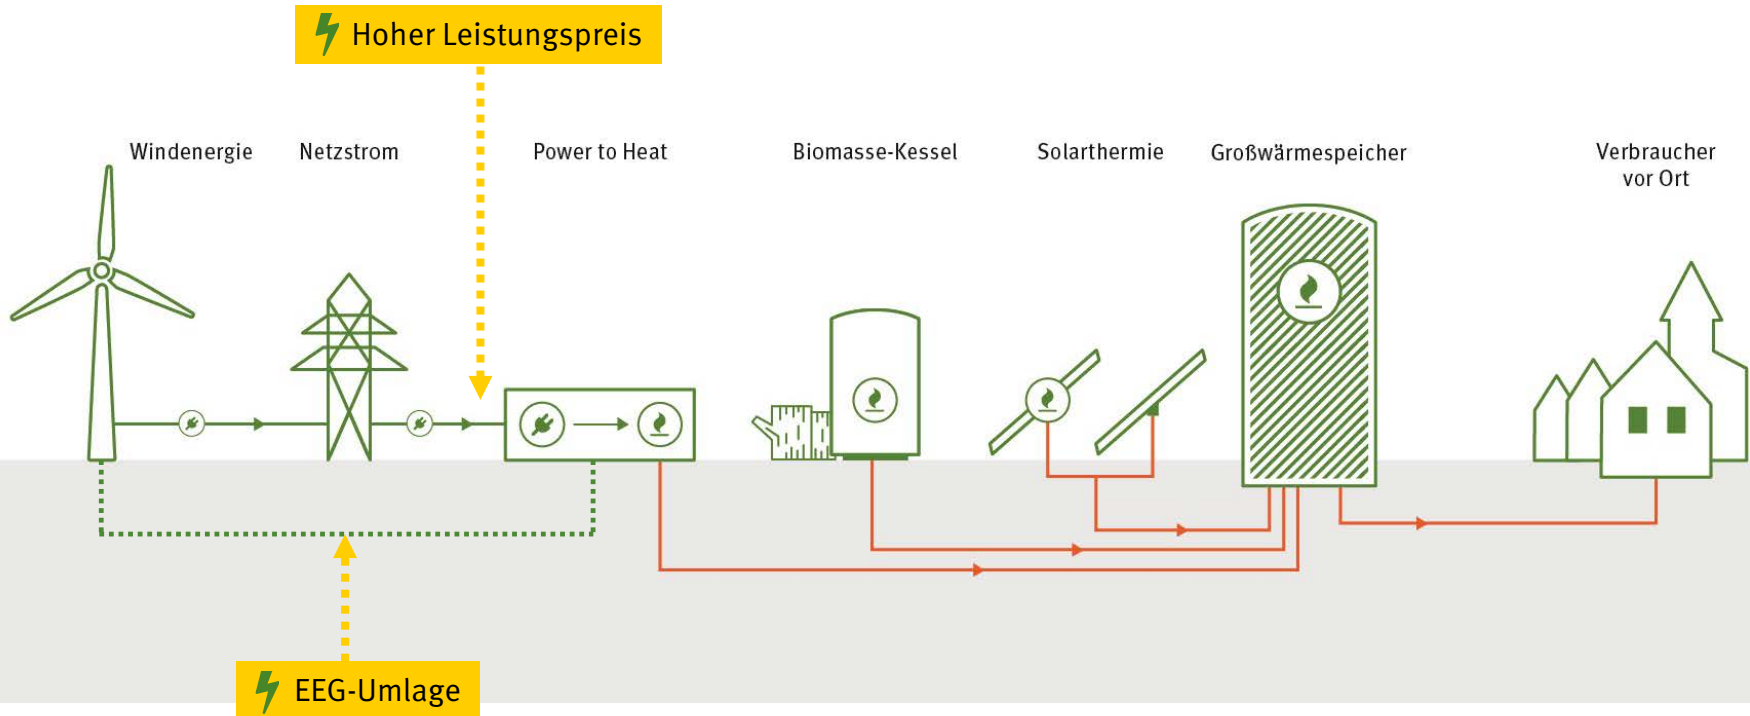 Hoher Leistungspreis
Windenergie
Netzstrom
Power to Heat
Biomasse-Kessel
Solarthermie
Großwärmespeicher
Verbraucher
vor Ort
EEG-Umlage